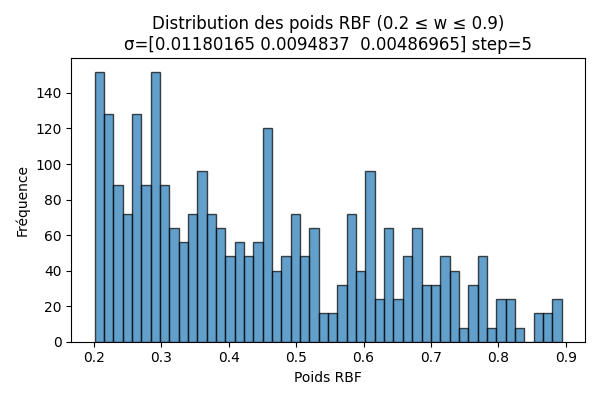 Distribution des poids RBF (0.2 ≤ w ≤ 0.9)
σ=[0.01180165 0.0094837  0.00486965] step=5
Fréquence
140
120
100
80
60
40
20
0
0.2 0.3 0.4 0.5 0.6 0.7 0.8 0.9
Poids RBF